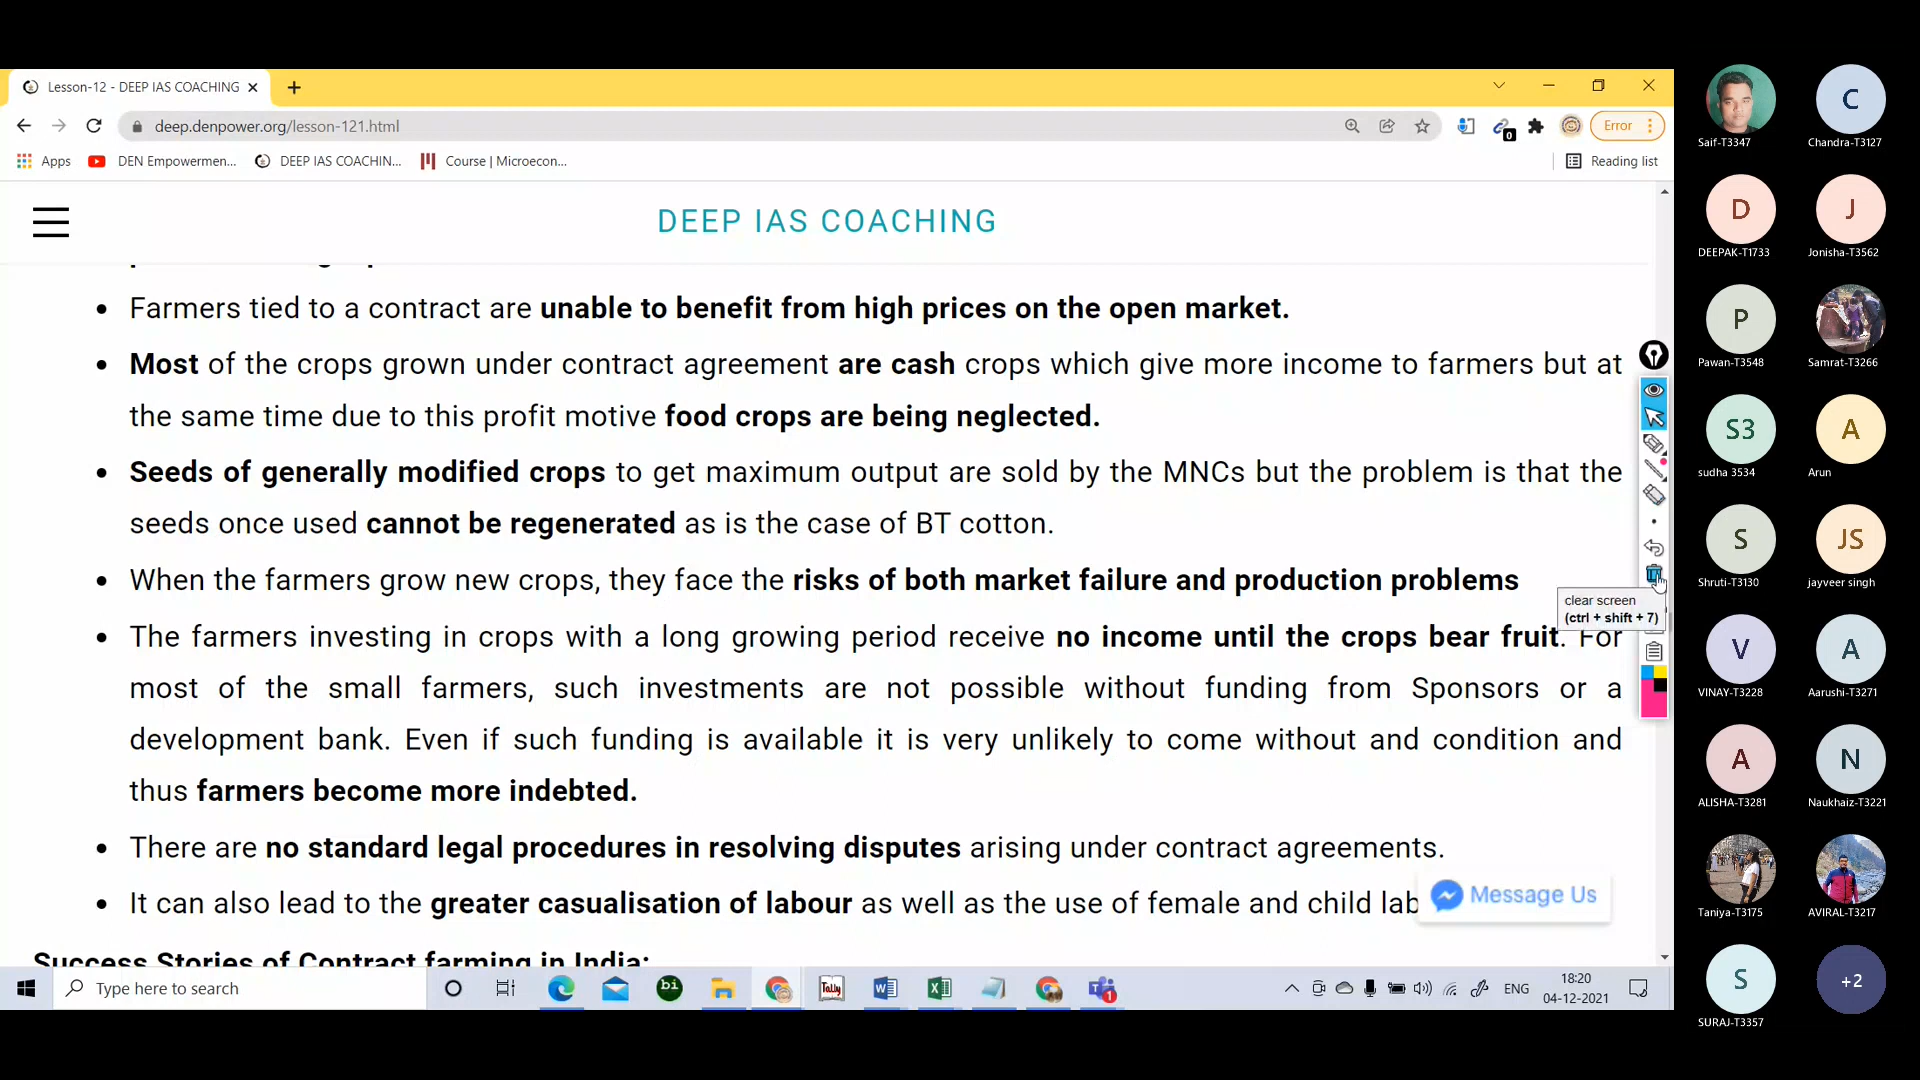 Lesson-12 - DEEP IAS COACHING
deep.denpower.org/lesson-121.html
Error
Apps
DEN Empowermen...
DEEP IAS COACHIN...
Course | Microecon...
Reading list
DEEP IAS COACHING
Farmers tied to a contract are unable to benefit from high prices on the open market.
Most of the crops grown under contract agreement are cash crops which give more income to farmers but at
the same time due to this profit motive food crops are being neglected.
Seeds of generally modified crops to get maximum output are sold by the MNCs but the problem is that the
seeds once used cannot be regenerated as is the case of BT cotton.
When the farmers grow new crops, they face the risks of both market failure and production problems
clear screen
(ctrl + shift + 7)
The farmers investing in crops with a long growing period receive no income until the crops bear fruit. For
most of the small farmers, such investments are not possible without funding from Sponsors or a
development bank. Even if such funding is available it is very unlikely to come without and condition and
thus farmers become more indebted.
There are no standard legal procedures in resolving disputes arising under contract agreements.
It can also lead to the greater casualisation of labour as well as the use of female and child lab
Message Us
Success Stories of Contract farming in India:
Type here to search
bi
Tally
1
ENG
18:20
04-12-2021
0
Saif-T3347
C
Chandra-T3127
D
DEEPAK-T1733
J
Jonisha-T3562
P
Pawan-T3548
Samrat-T3266
S3
sudha 3534
A
Arun
S
Shruti-T3130
JS
jayveer singh
V
VINAY-T3228
A
Aarushi-T3271
A
ALISHA-T3281
N
Naukhaiz-T3221
Taniya-T3175
AVIRAL-T3217
S
SURAJ-T3357
+2